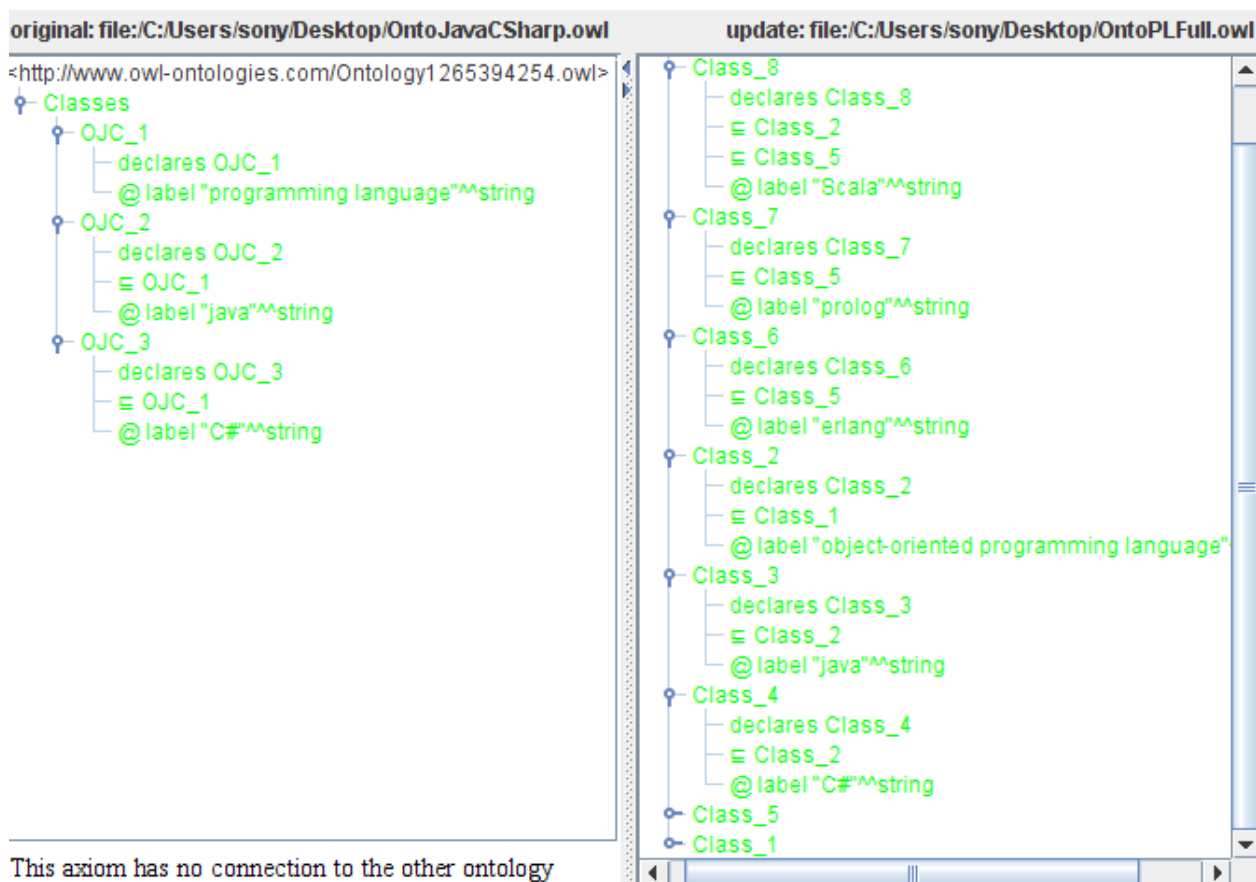 original: file:/C:/Users/sony/Desktop/OntoJavaCSharp.owl
<http://www.owl-ontologies.com/Ontology1265394254.owl>
Classes
OJC_1
declares OJC_1
@ label "programming language"^^string
OJC_2
declares OJC_2
⊑ OJC_1
@ label "java"^^string
OJC_3
declares OJC_3
⊑ OJC_1
@ label "C#"^^string
This axiom has no connection to the other ontology
update: file:/C:/Users/sony/Desktop/OntoPLFull.owl
Class_8
declares Class_8
⊑ Class_2
⊑ Class_5
@ label "Scala"^^string
Class_7
declares Class_7
⊑ Class_5
@ label "prolog"^^string
Class_6
declares Class_6
⊑ Class_5
@ label "erlang"^^string
Class_2
declares Class_2
⊑ Class_1
@ label "object-oriented programming language"
Class_3
declares Class_3
⊑ Class_2
@ label "java"^^string
Class_4
declares Class_4
⊑ Class_2
@ label "C#"^^string
Class_5
Class_1